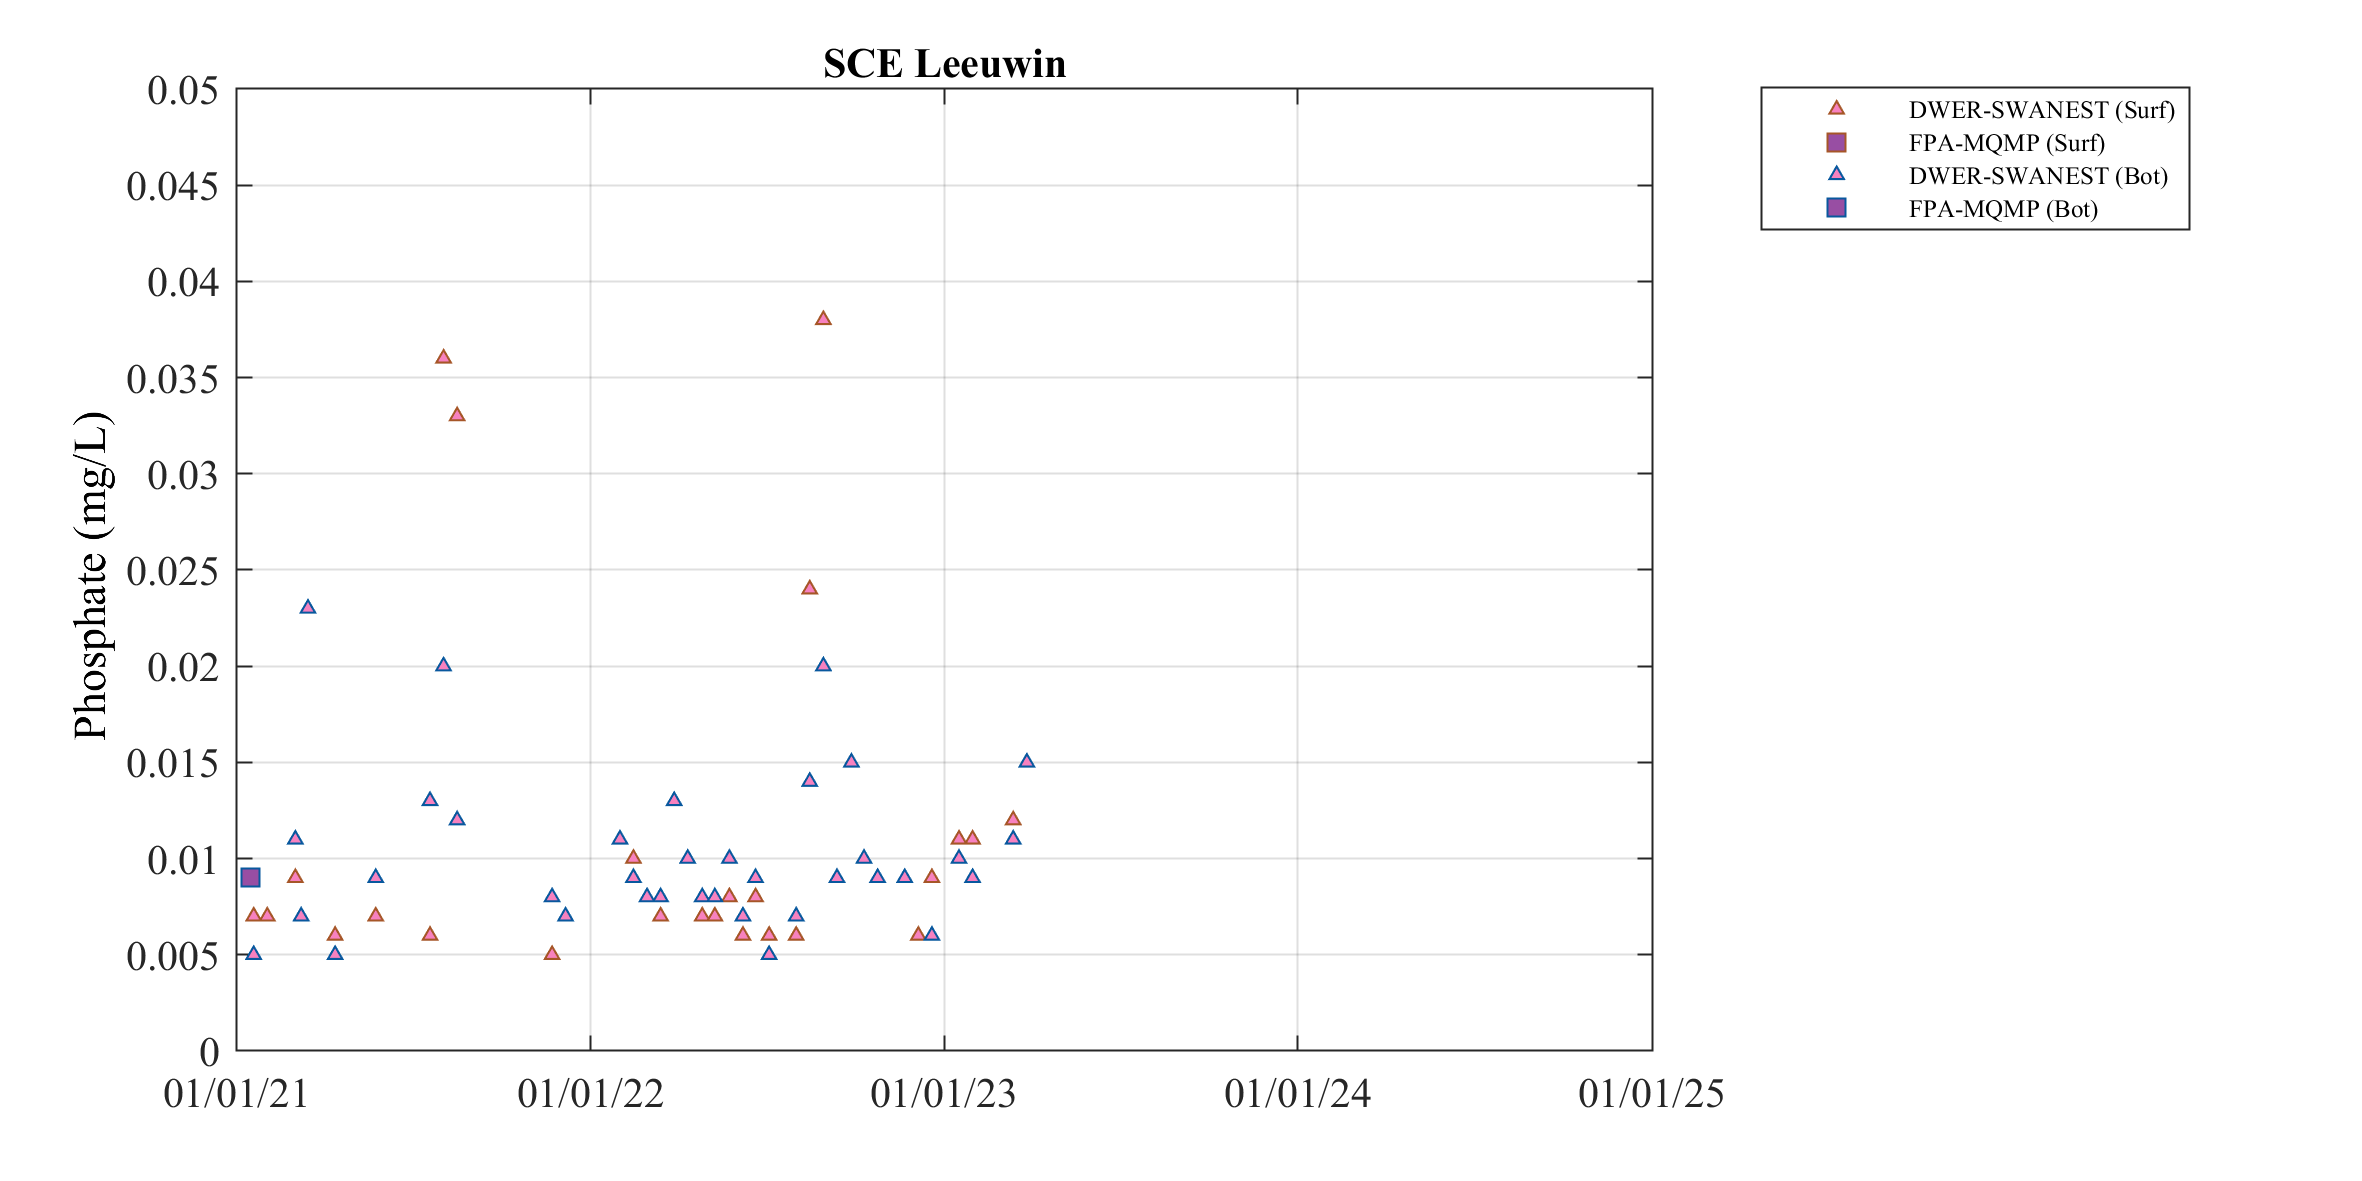 SCE Leeuwin
0.05
0.045
0.04
0.035
0.03
0.025
0.02
0.015
0.01
0.005
0
Phosphate (mg/L)
01/01/21
01/01/22
01/01/23
01/01/24
01/01/25
DWER-SWANEST (Surf)
FPA-MQMP (Surf)
DWER-SWANEST (Bot)
FPA-MQMP (Bot)